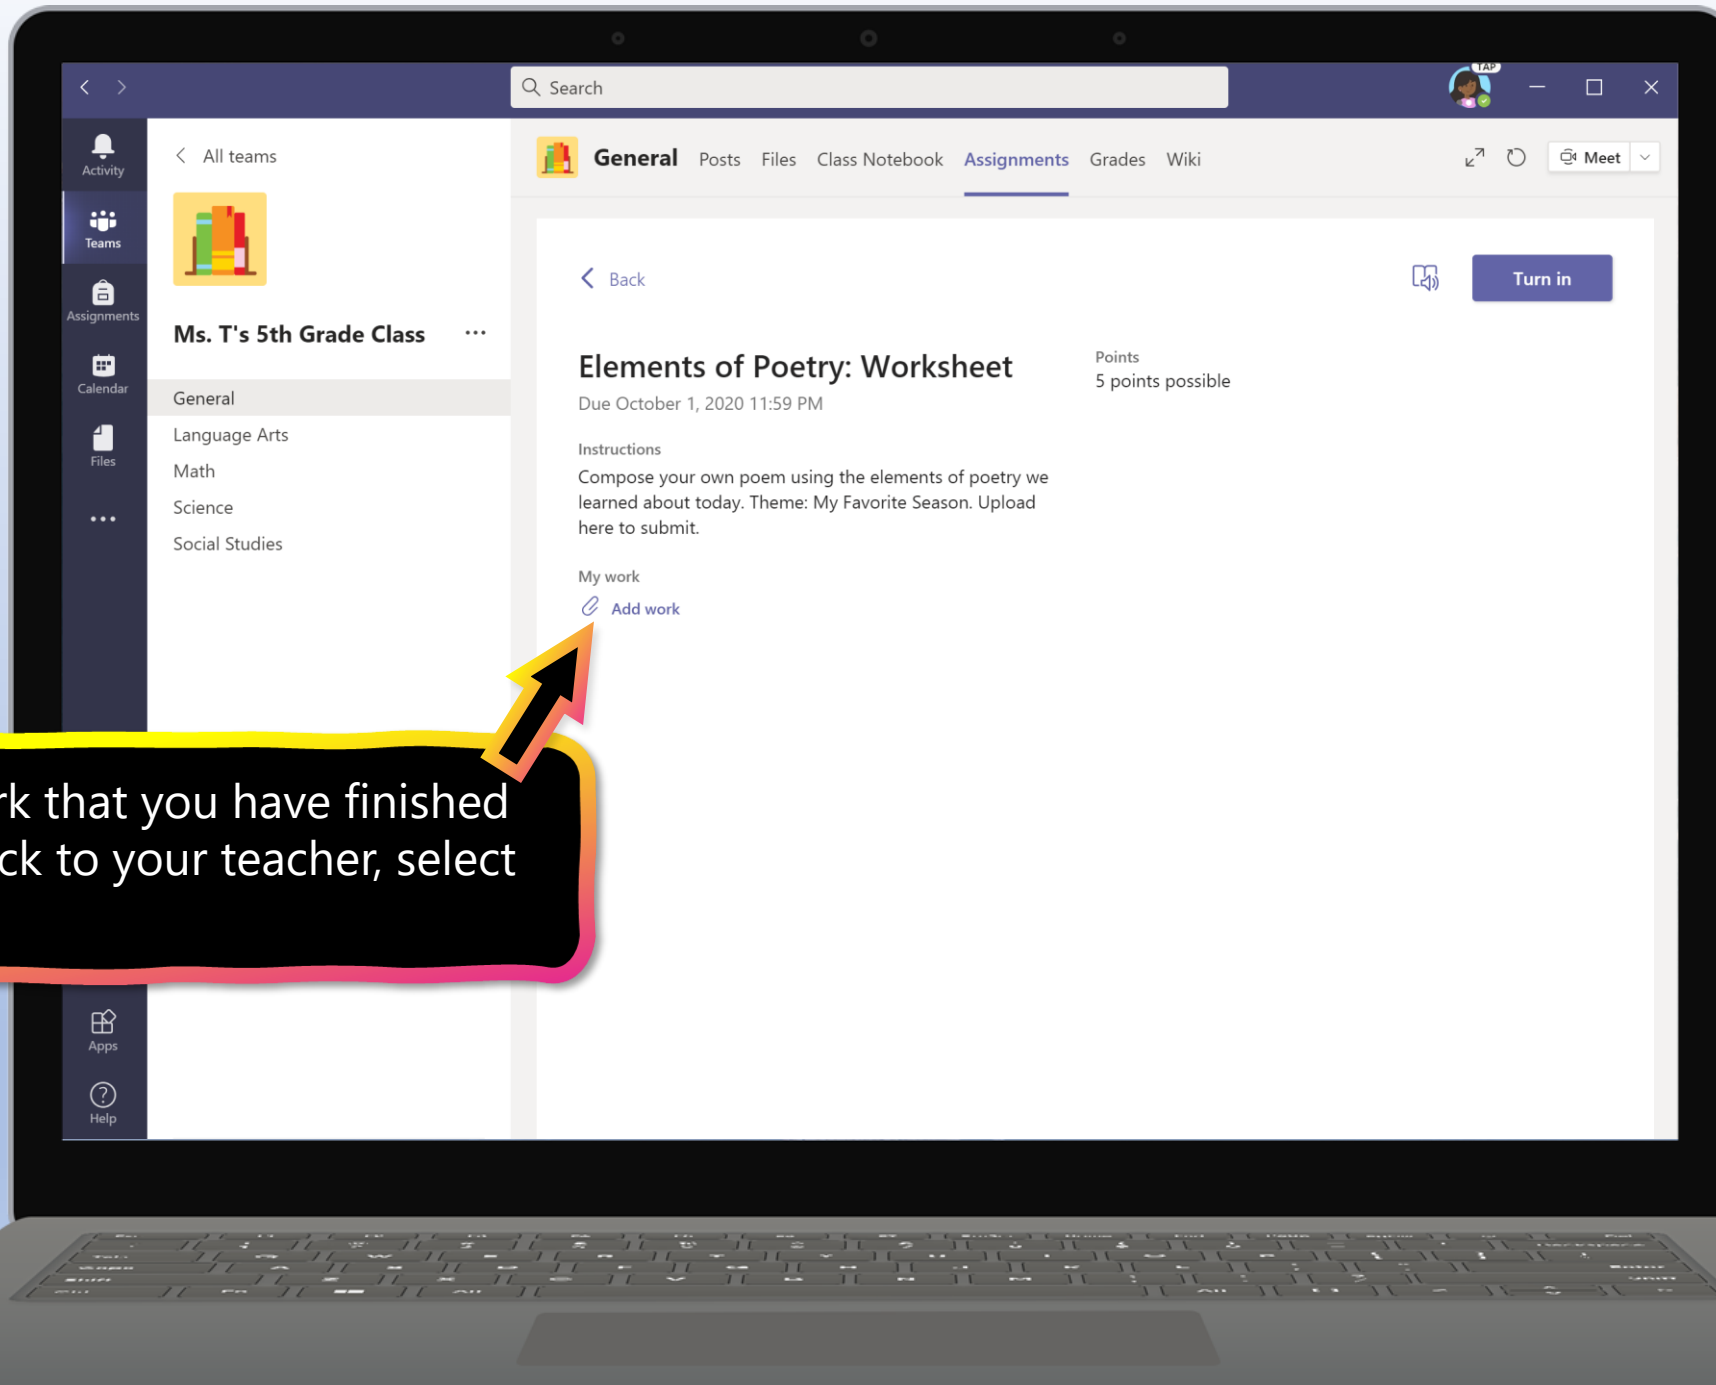 Search
TAP
Activity
Teams
Assignments
Calendar
Files
Apps
Help
All teams
Ms. T's 5th Grade Class
General
Language Arts
Math
Science
Social Studies
General Posts Files Class Notebook Assignments Grades Wiki
Meet
Back
Turn in
Elements of Poetry: Worksheet
Due October 1, 2020 11:59 PM
Points
5 points possible
Instructions
Compose your own poem using the elements of poetry we
learned about today. Theme: My Favorite Season. Upload
here to submit.
My work
Add work
that you have finished
to your teacher, select